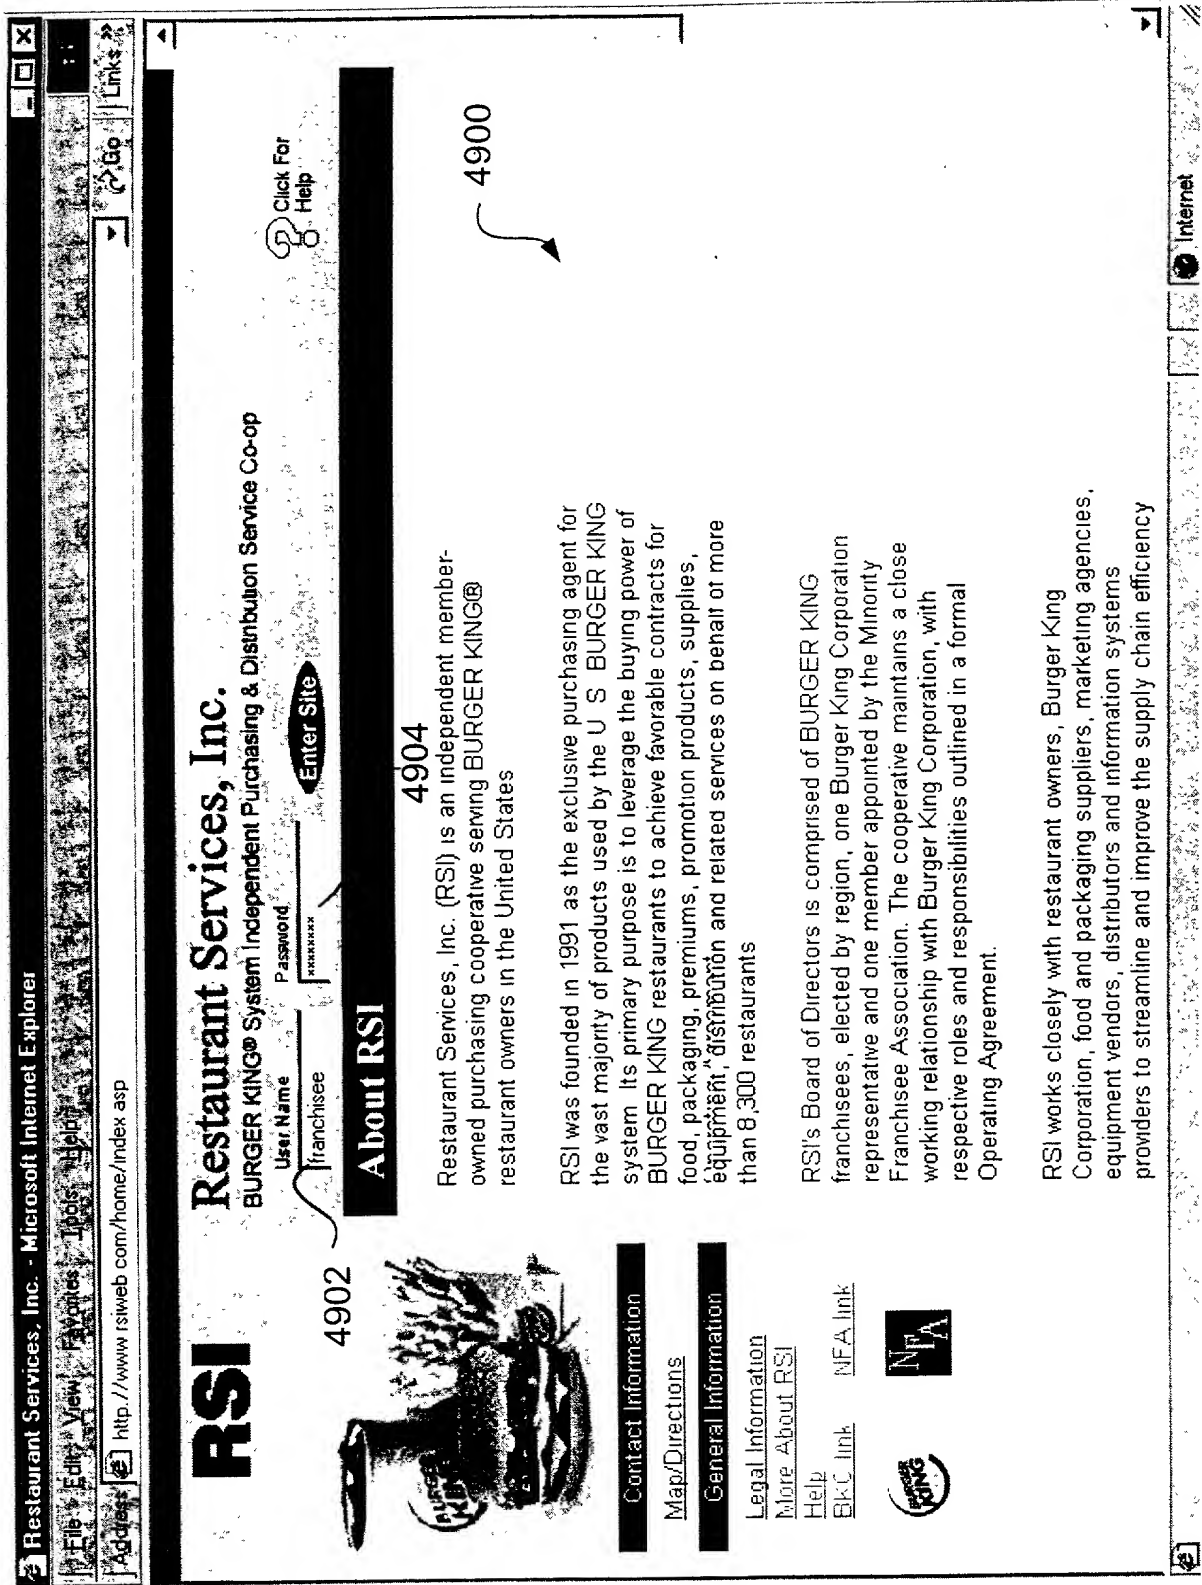 Restaurant Services, Inc. - Microsoft Internet Explorer
File Edit View Favorites Tools Help
Address http://www rsiweb com/home/index asp
Go Links »
RSI
Restaurant Services, Inc.
BURGER KING® System Independent Purchasing & Distribution Service Co-op
User Name
Password
franchisee
xxxxxxxx
Enter Site
Click For
Help
4902
4904
4900
About RSI
BURGER
KING
Contact Information
Map/Directions
General Information
Legal Information
More About RSI
Help
BKC link NFA link
BURGER
KING
NFA
Restaurant Services, Inc. (RSI) is an independent member-
owned purchasing cooperative serving BURGER KING®
restaurant owners in the United States
RSI was founded in 1991 as the exclusive purchasing agent for
the vast majority of products used by the U S BURGER KING
system Its primary purpose is to leverage the buying power of
BURGER KING restaurants to achieve favorable contracts for
food, packaging, premiums, promotion products, supplies,
equipment, distribution and related services on behalf of more
than 8,300 restaurants
RSI's Board of Directors is comprised of BURGER KING
franchisees, elected by region, one Burger King Corporation
representative and one member appointed by the Minority
Franchisee Association. The cooperative mantains a close
working relationship with Burger King Corporation, with
respective roles and responsibilities outlined in a formal
Operating Agreement.
RSI works closely with restaurant owners, Burger King
Corporation, food and packaging suppliers, marketing agencies,
equipment vendors, distributors and information systems
providers to streamline and improve the supply chain efficiency
Internet